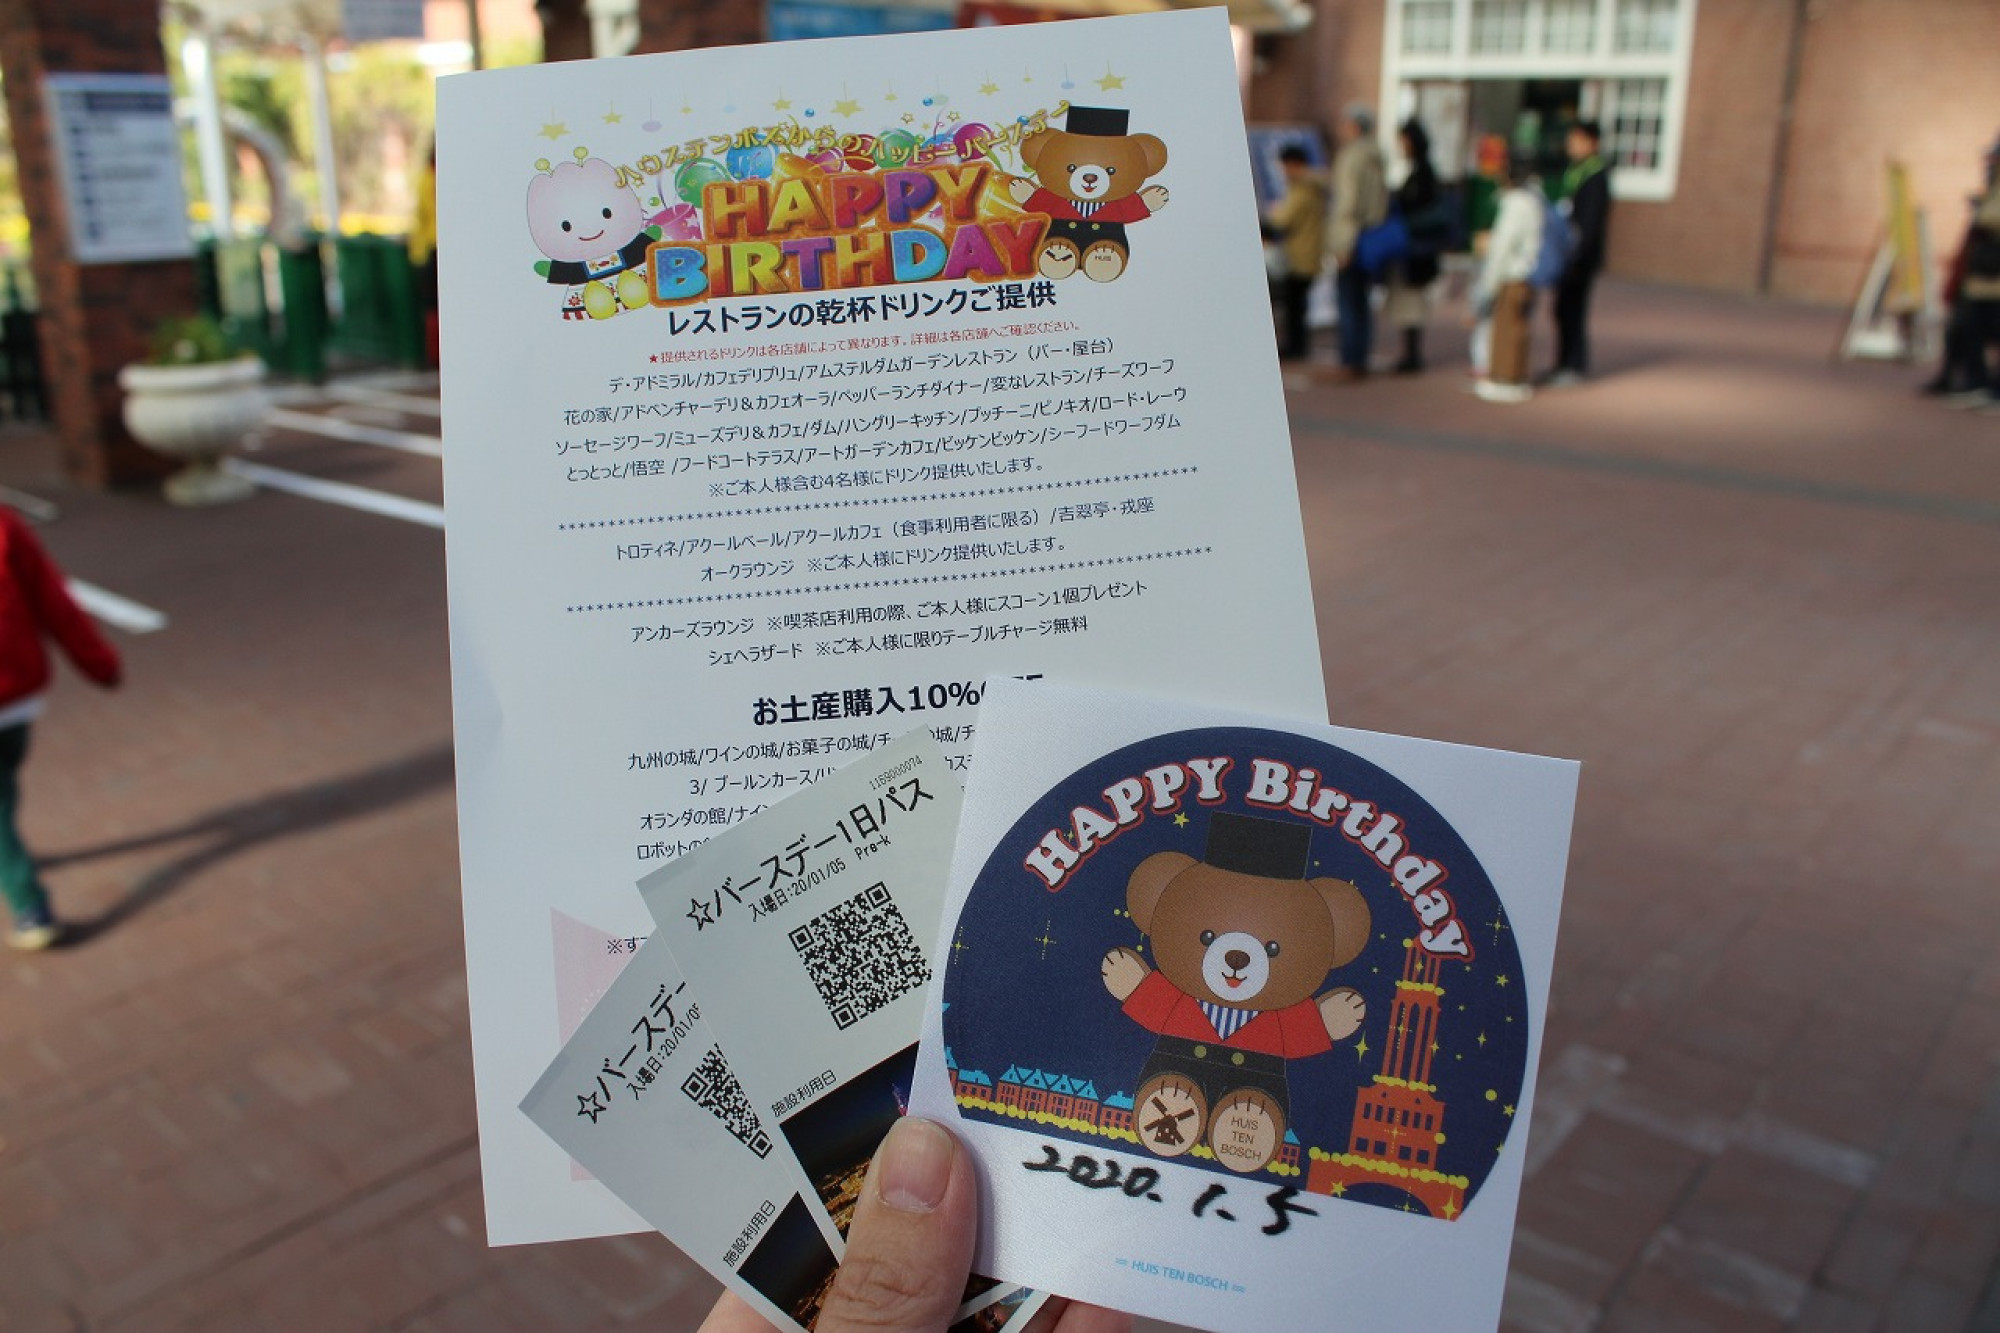 ハウステンボスからのハッピーバースデー
HAPPY
BIRTHDAY
HUIS
レストランの乾杯ドリンクご提供
★提供されるドリンクは各店舗によって異なります。詳細は各店舗へご確認ください。
デ・アドミラル/カフェデリプリュ/アムステルダムガーデンレストラン（バー・屋台）
花の家/アドベンチャーデリ＆カフェオーラ/ペッパーランチダイナー/変なレストラン/チーズワーフ
ソーセージワーフ/ミューズデリ＆カフェ/ダム/ハングリーキッチン/プッチーニ/ピノキオ/ロード・レーウ
とっとっと/悟空 /フードコートテラス/アートガーデンカフェ/ビッケンビッケン/シーフードワーフダム
※ご本人様含む4名様にドリンク提供いたします。
トロティネ/アクールベール/アクールカフェ（食事利用者に限る）/吉翠亭・戎座
オークラウンジ ※ご本人様にドリンク提供いたします。
アンカーズラウンジ ※喫茶店利用の際、ご本人様にスコーン1個プレゼント
シェヘラザード ※ご本人様に限りテーブルチャージ無料
お土産購入10%
九州の城/ワインの城/お菓子の城/チ の城/チ
3/ ブールンカース/
オランダの館/ナイン
ロボットの
※す
1169000074
☆バースデー1日パス
入場日:20/01/05 Pre-k
施設利用日
☆バースデー
入場日:20/01/05
施設利用日
HAPPY Birthday
HUIS
TEN
BOSCH
2020.1.5
HUIS TEN BOSCH